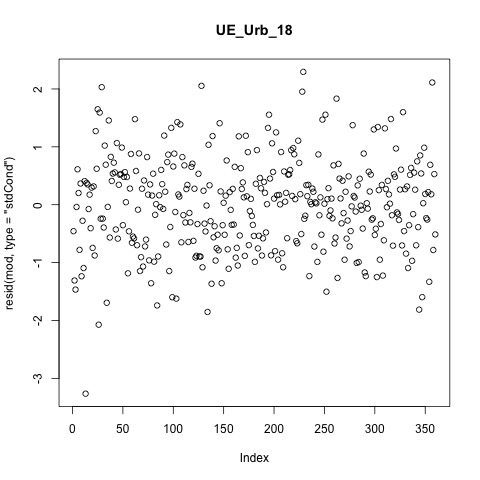 UE_Urb_18
resid(mod, type = "stdCond")
2
1
0
-1
-2
-3
0 50 100 150 200 250 300 350
Index